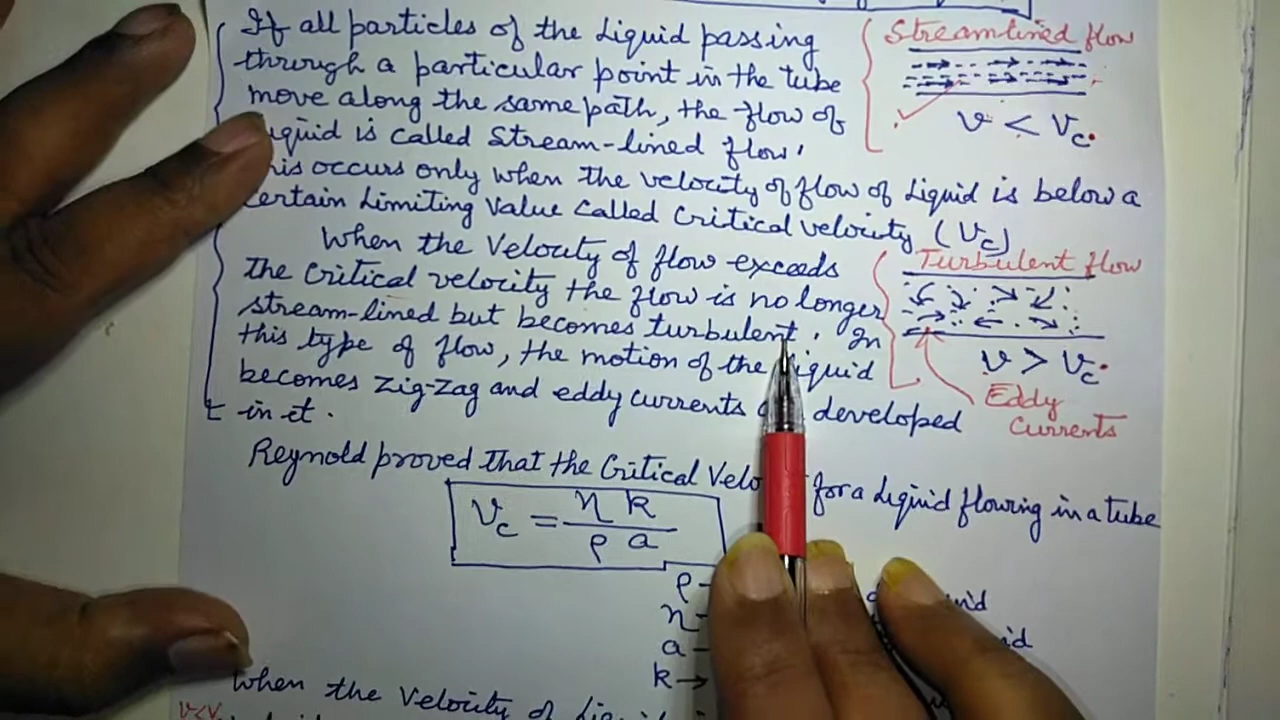 If all particles of the Liquid passing
through a particular point in the tube
move along the same path, the flow of
Liquid is called Stream-lined flow.
This occurs only when the velocity of flow of Liquid is below a
certain Limiting Value called Critical velocity (Vc)
When the Velocity of flow exceeds
the Critical velocity the flow is no longer
stream-lined but becomes turbulent. In
this type of flow, the motion of the Liquid
becomes Zig-Zag and eddy currents developed
in it.
Streamlined flow
v < Vc.
Turbulent flow
v > Vc.
Eddy
Currents
Reynold proved that the Critical for a Liquid flowing in a tube
Vc = η k / ρ a
ρ -
η -
a -
k →
When the Velocity of